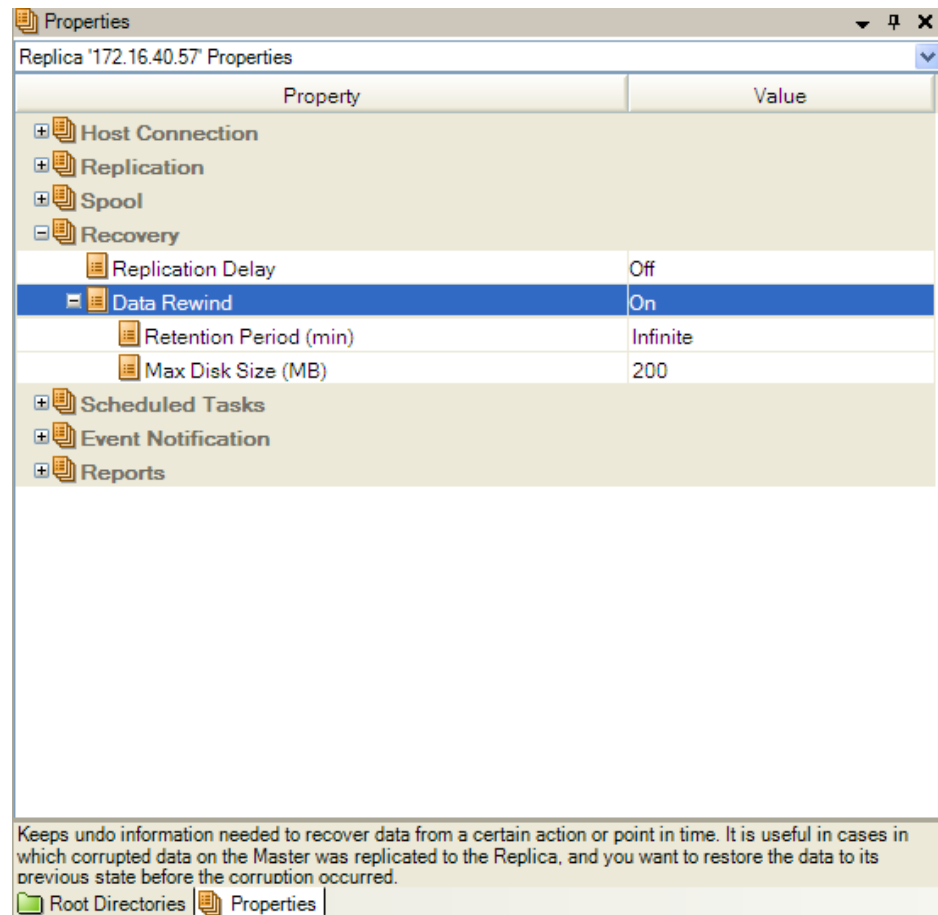 Properties
Replica '172.16.40.57' Properties
Property Value
Host Connection
Replication
Spool
Recovery
Replication Delay Off
Data Rewind On
Retention Period (min) Infinite
Max Disk Size (MB) 200
Scheduled Tasks
Event Notification
Reports
Keeps undo information needed to recover data from a certain action or point in time. It is useful in cases in
which corrupted data on the Master was replicated to the Replica, and you want to restore the data to its
previous state before the corruption occurred.
Root Directories Properties